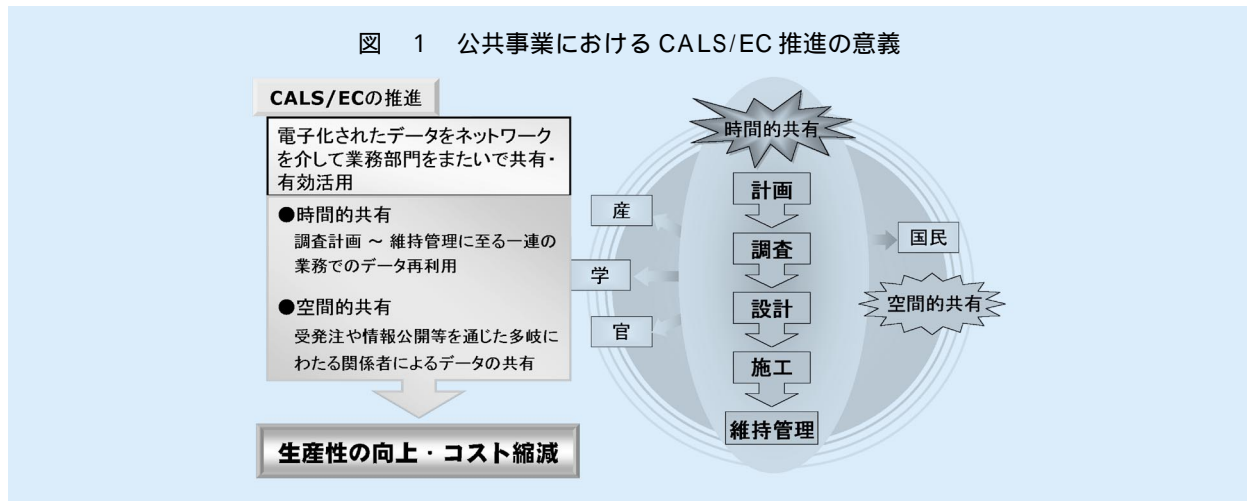 図 1 公共事業における CALS/EC 推進の意義
CALS/ECの推進
電子化されたデータをネットワーク
を介して業務部門をまたいで共有・
有効活用
●時間的共有
調査計画 ~ 維持管理に至る一連の
業務でのデータ再利用
●空間的共有
受発注や情報公開等を通じた多岐に
わたる関係者によるデータの共有
生産性の向上・コスト縮減
時間的共有
計画
調査
設計
施工
維持管理
産
学
官
国民
空間的共有